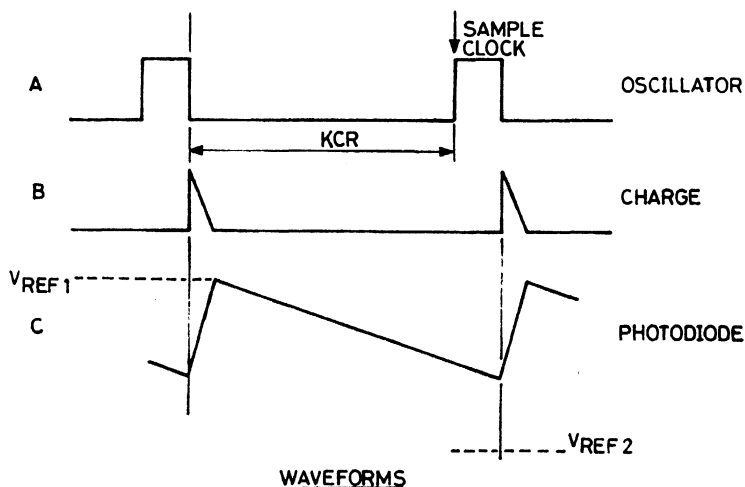 SAMPLE
CLOCK
A
OSCILLATOR
KCR
B
CHARGE
VREF 1
C
PHOTODIODE
VREF 2
WAVEFORMS